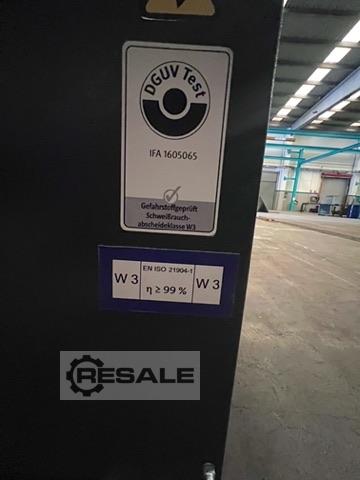 DGUV Test
IFA 1605065
Gefahrstoffgeprüft
Schweißrauch-
abscheideklasse W3
EN ISO 21904-1
W 3
η ≥ 99 %
W 3
RESALE